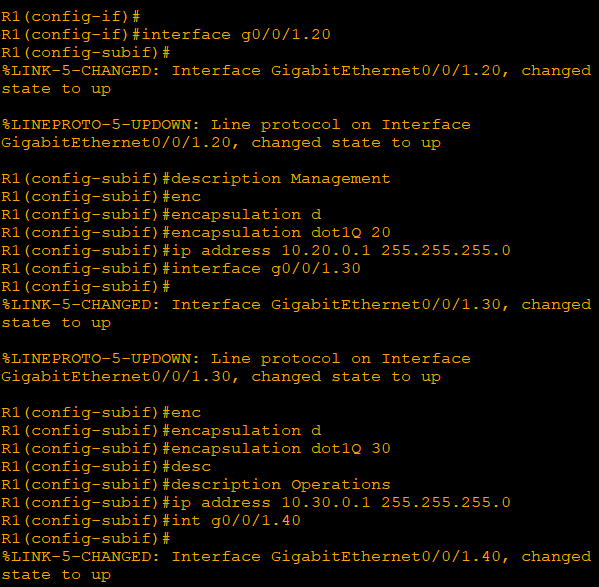 R1(config-if)#
R1(config-if)#interface g0/0/1.20
R1(config-subif)#
%LINK-5-CHANGED: Interface GigabitEthernet0/0/1.20, changed
state to up

%LINEPROTO-5-UPDOWN: Line protocol on Interface
GigabitEthernet0/0/1.20, changed state to up

R1(config-subif)#description Management
R1(config-subif)#enc
R1(config-subif)#encapsulation d
R1(config-subif)#encapsulation dot1Q 20
R1(config-subif)#ip address 10.20.0.1 255.255.255.0
R1(config-subif)#interface g0/0/1.30
R1(config-subif)#
%LINK-5-CHANGED: Interface GigabitEthernet0/0/1.30, changed
state to up

%LINEPROTO-5-UPDOWN: Line protocol on Interface
GigabitEthernet0/0/1.30, changed state to up

R1(config-subif)#enc
R1(config-subif)#encapsulation d
R1(config-subif)#encapsulation dot1Q 30
R1(config-subif)#desc
R1(config-subif)#description Operations
R1(config-subif)#ip address 10.30.0.1 255.255.255.0
R1(config-subif)#int g0/0/1.40
R1(config-subif)#
%LINK-5-CHANGED: Interface GigabitEthernet0/0/1.40, changed
state to up